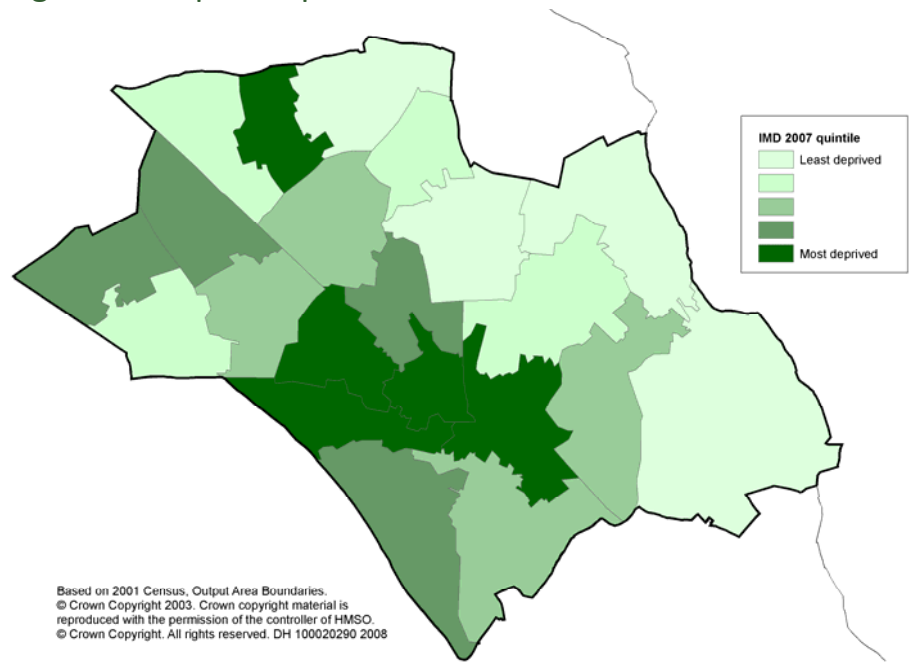 IMD 2007 quintile
Least deprived
Most deprived
Based on 2001 Census, Output Area Boundaries.
© Crown Copyright 2003. Crown copyright material is
reproduced with the permission of the controller of HMSO.
© Crown Copyright. All rights reserved. DH 100020290 2008